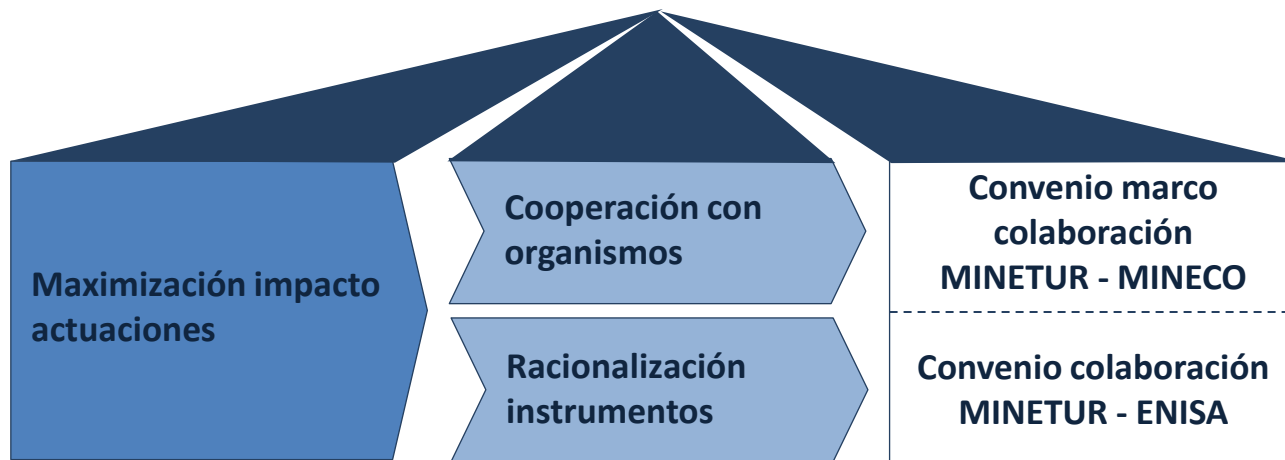 Maximización impacto
actuaciones
Cooperación con
organismos
Racionalización
instrumentos
Convenio marco
colaboración
MINETUR - MINECO
Convenio colaboración
MINETUR - ENISA